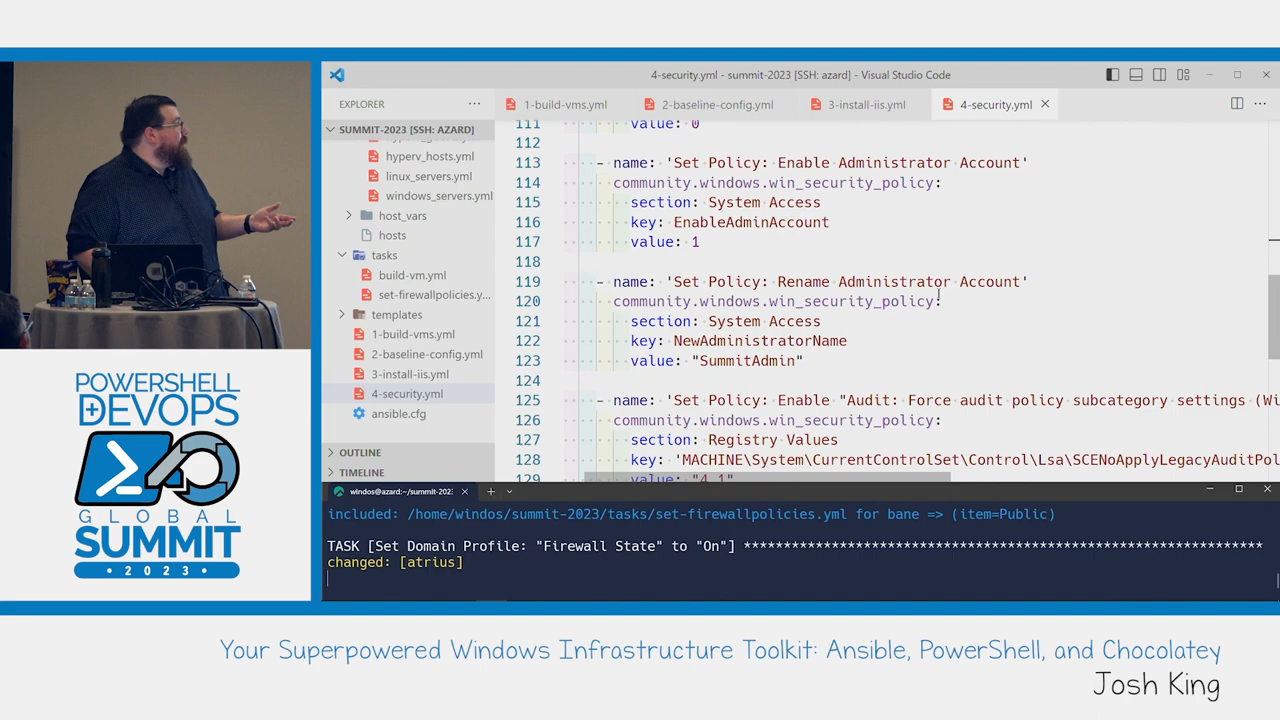 4-security.yml - summit-2023 [SSH: azard] - Visual Studio Code
EXPLORER
1-build-vms.yml
2-baseline-config.yml
3-install-iis.yml
4-security.yml
SUMMIT-2023 [SSH: AZARD]
hyperv_hosts.yml
linux_servers.yml
windows_servers.yml
host_vars
hosts
tasks
build-vm.yml
set-firewallpolicies.y...
templates
1-build-vms.yml
2-baseline-config.yml
3-install-iis.yml
4-security.yml
ansible.cfg
OUTLINE
TIMELINE
111 value: 0
112
113 - name: 'Set Policy: Enable Administrator Account'
114 community.windows.win_security_policy:
115 section: System Access
116 key: EnableAdminAccount
117 value: 1
118
119 - name: 'Set Policy: Rename Administrator Account'
120 community.windows.win_security_policy:
121 section: System Access
122 key: NewAdministratorName
123 value: "SummitAdmin"
124
125 - name: 'Set Policy: Enable "Audit: Force audit policy subcategory settings (Wi
126 community.windows.win_security_policy:
127 section: Registry Values
128 key: 'MACHINE\System\CurrentControlSet\Control\Lsa\SCENoApplyLegacyAuditPol
129 value: "4,1"
windos@azard:~/summit-202
included: /home/windos/summit-2023/tasks/set-firewallpolicies.yml for bane => (item=Public)
TASK [Set Domain Profile: "Firewall State" to "On"] ************************************************************
changed: [atrius]
POWERSHELL
+DEVOPS
GLOBAL
SUMMIT
• 2023 •
Your Superpowered Windows Infrastructure Toolkit: Ansible, PowerShell, and Chocolatey
Josh King